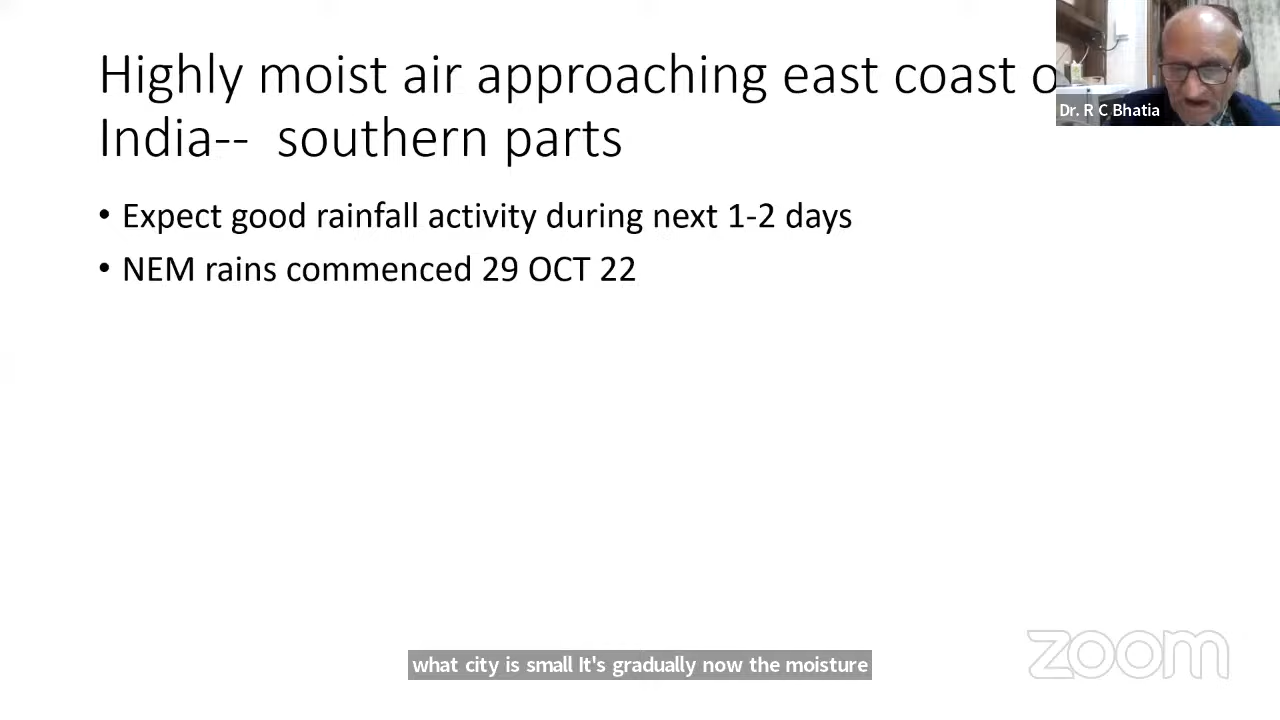 Highly moist air approaching east coast o
India-- southern parts
• Expect good rainfall activity during next 1-2 days
• NEM rains commenced 29 OCT 22
Dr. R C Bhatia
what city is small It's gradually now the moisture
zoom